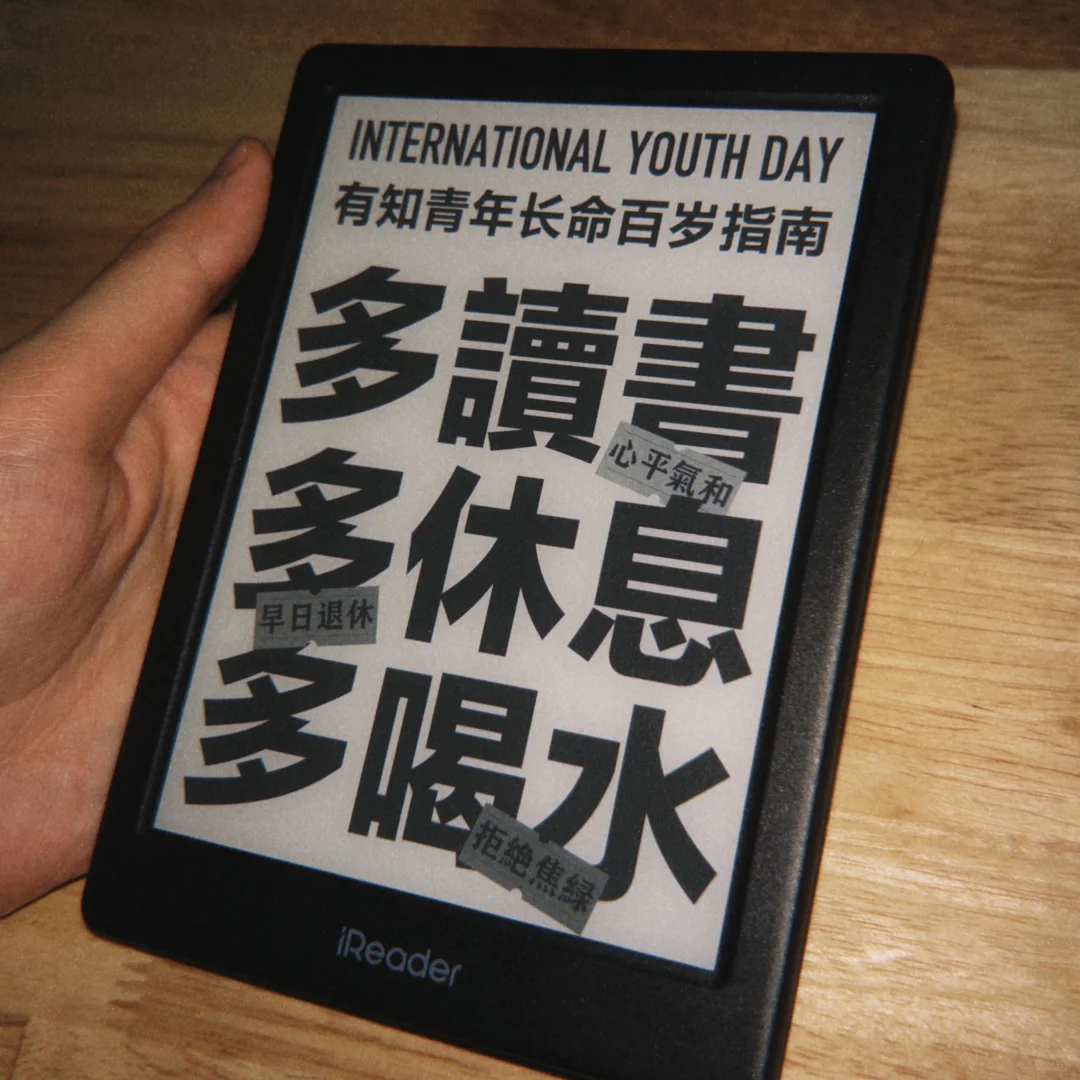 INTERNATIONAL YOUTH DAY
有知青年长命百岁指南
多讀書
心平氣和
多休息
早日退休
多喝水
拒絶焦緑
iReader